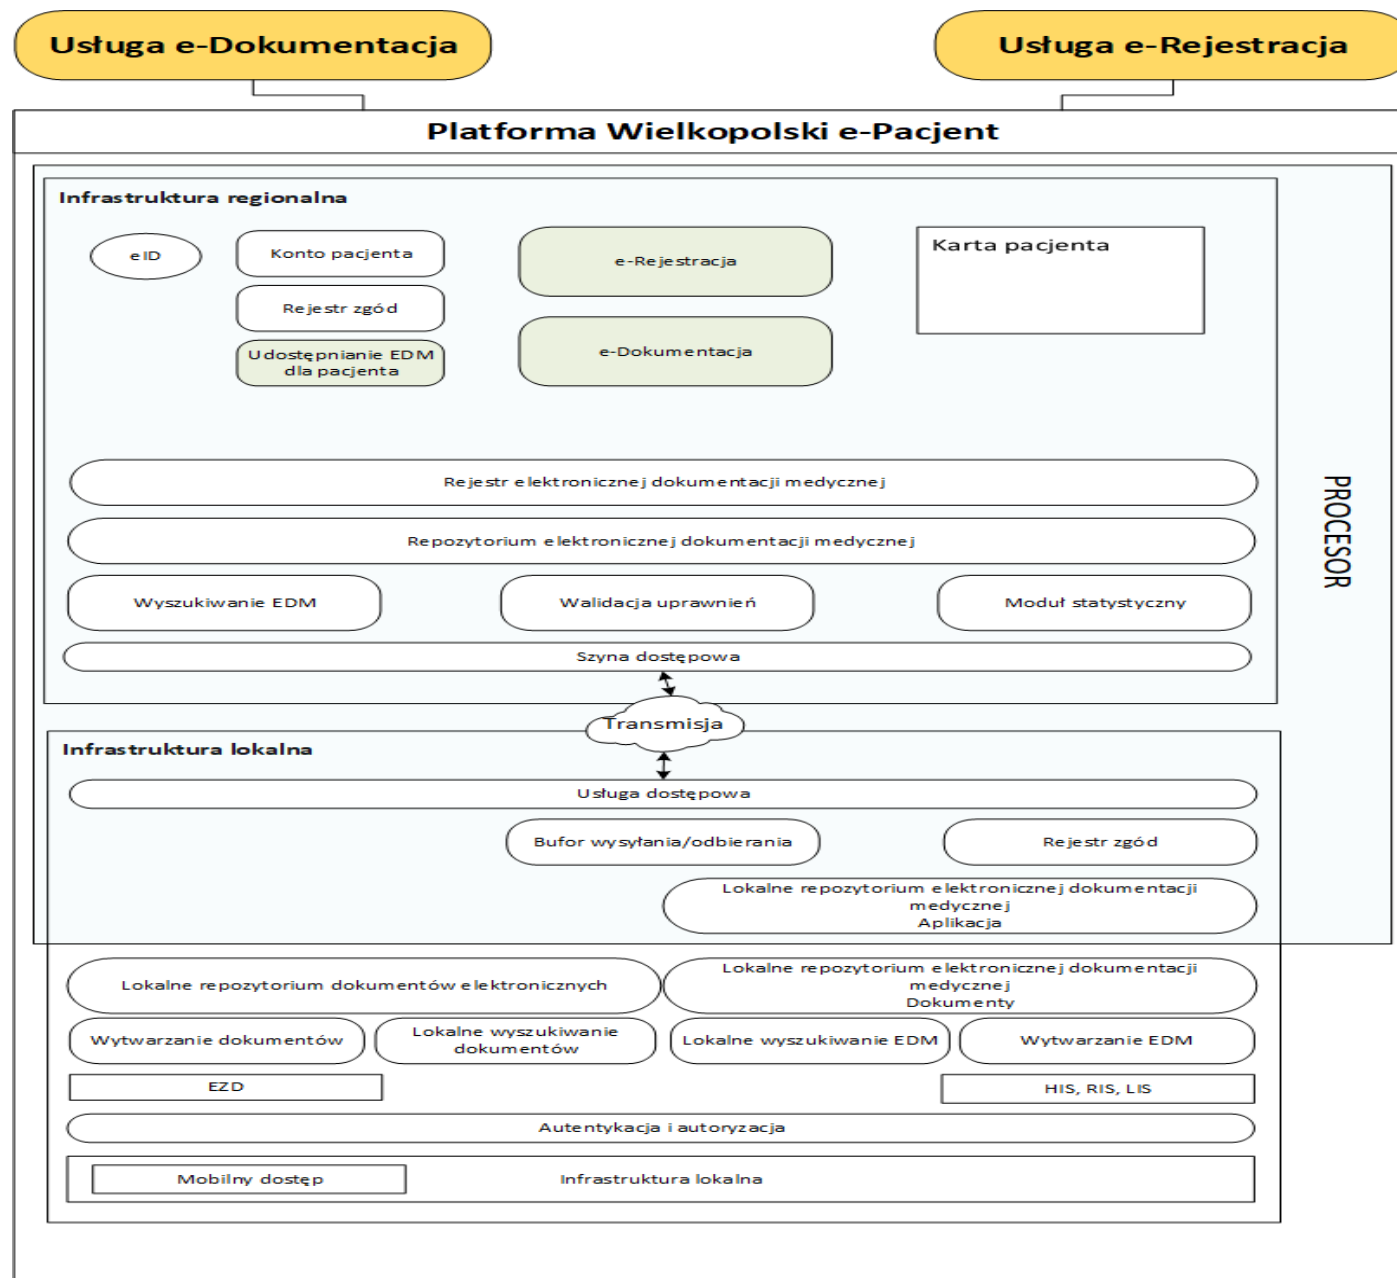 Usługa e-Dokumentacja
Usługa e-Rejestracja
Platforma Wielkopolski e-Pacjent
Infrastruktura regionalna
eID
Konto pacjenta
Rejestr zgód
Udostępnianie EDM
dla pacjenta
e-Rejestracja
e-Dokumentacja
Karta pacjenta
Rejestr elektronicznej dokumentacji medycznej
Repozytorium elektronicznej dokumentacji medycznej
Wyszukiwanie EDM
Walidacja uprawnień
Moduł statystyczny
Szyna dostępowa
PROCESOR
Transmisja
Infrastruktura lokalna
Usługa dostępowa
Bufor wysyłania/odbierania
Rejestr zgód
Lokalne repozytorium elektronicznej dokumentacji
medycznej
Aplikacja
Lokalne repozytorium dokumentów elektronicznych
Lokalne repozytorium elektronicznej dokumentacji
medycznej
Dokumenty
Wytwarzanie dokumentów
Lokalne wyszukiwanie
dokumentów
Lokalne wyszukiwanie EDM
Wytwarzanie EDM
EZD
HIS, RIS, LIS
Autentykacja i autoryzacja
Mobilny dostęp
Infrastruktura lokalna